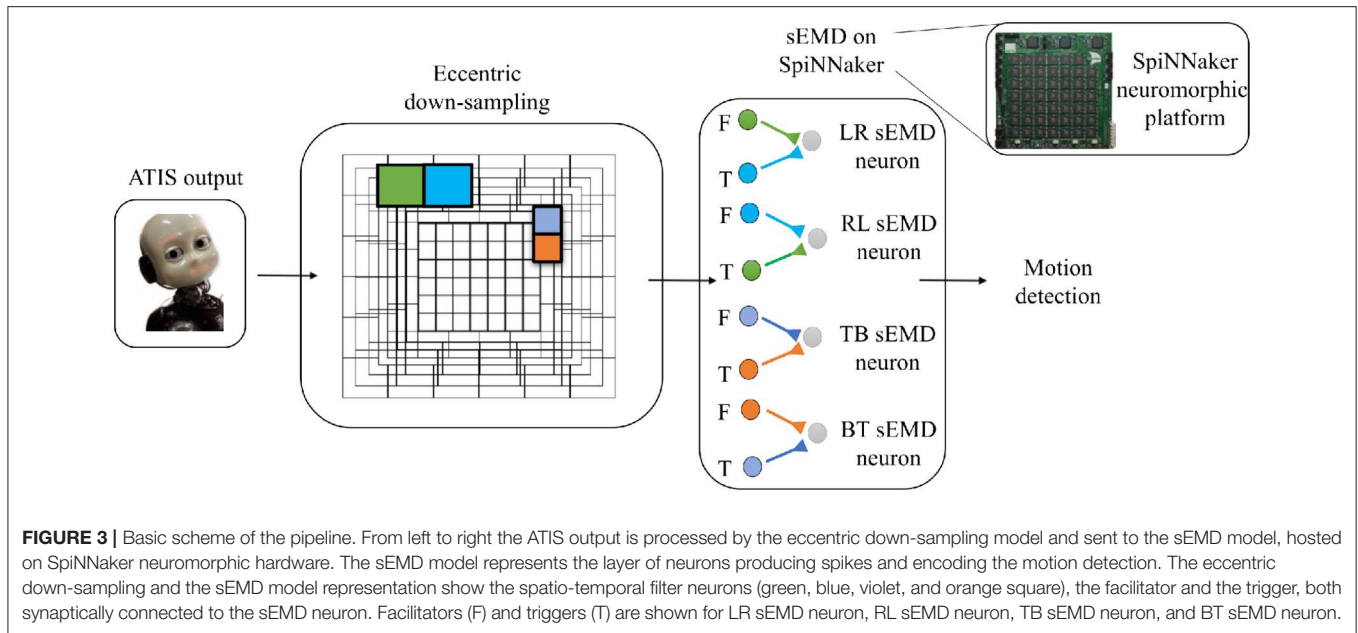 ATIS output
Eccentric
down-sampling
sEMD on
SpiNNaker
SpiNNaker
neuromorphic
platform
F
T
LR sEMD
neuron
F
T
RL sEMD
neuron
F
T
TB sEMD
neuron
F
T
BT sEMD
neuron
Motion
detection
FIGURE 3 | Basic scheme of the pipeline. From left to right the ATIS output is processed by the eccentric down-sampling model and sent to the sEMD model, hosted
on SpiNNaker neuromorphic hardware. The sEMD model represents the layer of neurons producing spikes and encoding the motion detection. The eccentric
down-sampling and the sEMD model representation show the spatio-temporal filter neurons (green, blue, violet, and orange square), the facilitator and the trigger, both
synaptically connected to the sEMD neuron. Facilitators (F) and triggers (T) are shown for LR sEMD neuron, RL sEMD neuron, TB sEMD neuron, and BT sEMD neuron.